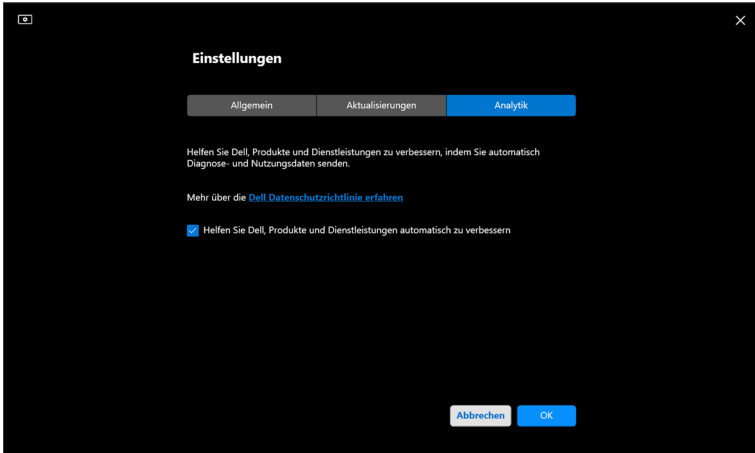 Einstellungen
Allgemein
Aktualisierungen
Analytik
Helfen Sie Dell, Produkte und Dienstleistungen zu verbessern, indem Sie automatisch
Diagnose- und Nutzungsdaten senden.
Mehr über die Dell Datenschutzrichtlinie erfahren
Helfen Sie Dell, Produkte und Dienstleistungen automatisch zu verbessern
Abbrechen
OK